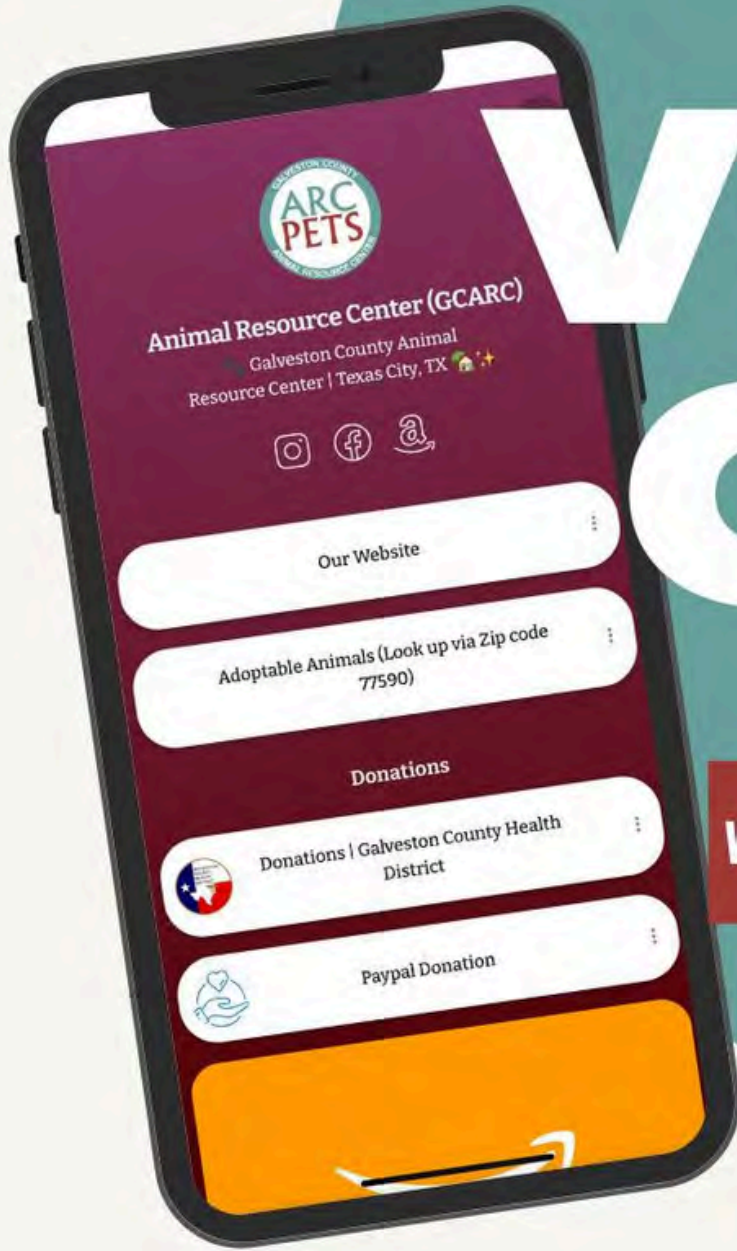 GALVESTON COUNTY
ARC
PETS
ANIMAL RESOURCE CENTER
Animal Resource Center (GCARC)
Galveston County Animal
Resource Center | Texas City, TX 🏡✨
Our Website
Adoptable Animals (Look up via Zip code
77590)
Donations
Donations | Galveston County Health
District
Paypal Donation
V
W